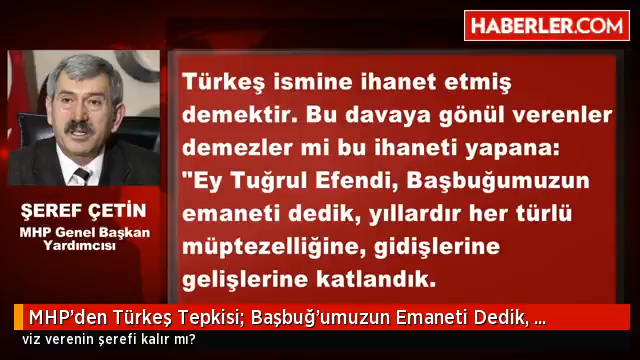 HABERLER.COM
Türkeş ismine ihanet etmiş
demektir. Bu davaya gönül verenler
demezler mi bu ihaneti yapana:
"Ey Tuğrul Efendi, Başbuğumuzun
emaneti dedik, yıllardır her türlü
müptezelliğine, gidişlerine
gelişlerine katlandık.
ŞEREF ÇETİN
MHP Genel Başkan
Yardımcısı
MHP'den Türkeş Tepkisi; Başbuğ'umuzun Emaneti Dedik, ...
viz verenin şerefi kalır mı?